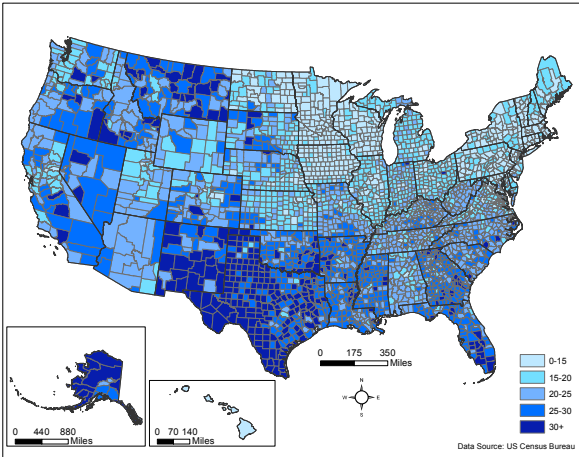 0 175 350
Miles
N
W E
S
0-15
15-20
20-25
25-30
30+
0 440 880
Miles
0 70 140
Miles
Data Source: US Census Bureau